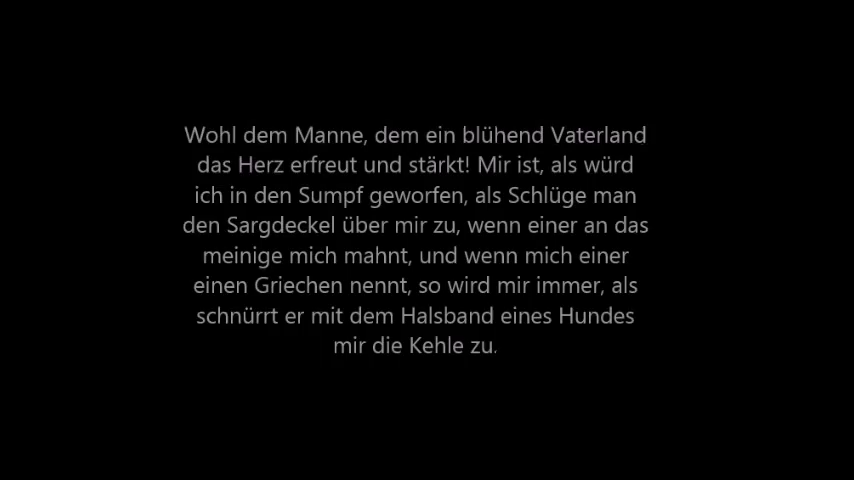 Wohl dem Manne, dem ein blühend Vaterland
das Herz erfreut und stärkt! Mir ist, als würd
ich in den Sumpf geworfen, als Schlüge man
den Sargdeckel über mir zu, wenn einer an das
meinige mich mahnt, und wenn mich einer
einen Griechen nennt, so wird mir immer, als
schnürrt er mit dem Halsband eines Hundes
mir die Kehle zu.